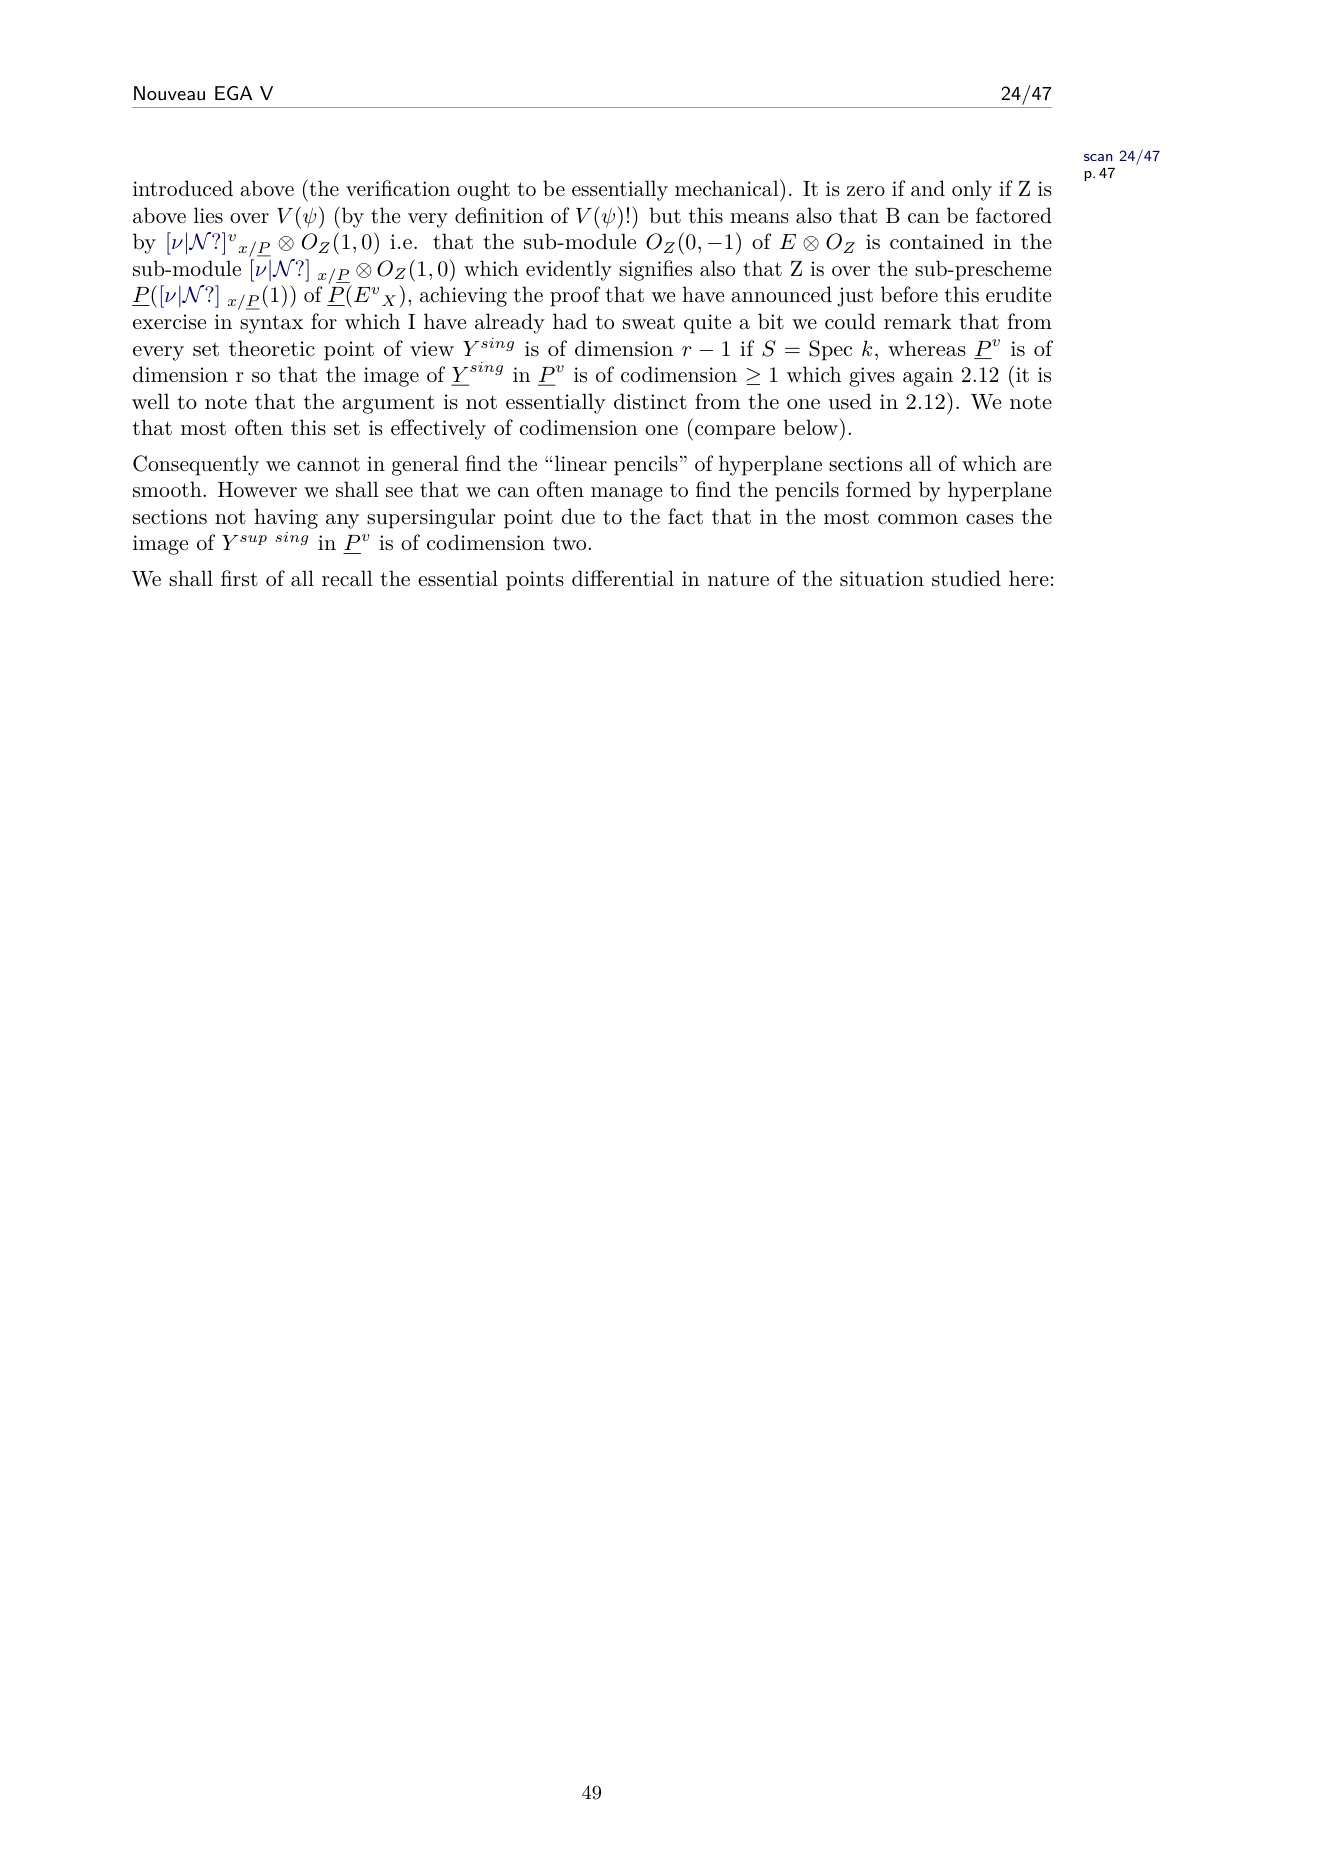 Nouveau EGA V 24/47
scan 24/47
p. 47
introduced above (the verification ought to be essentially mechanical). It is zero if and only if Z is
above lies over V(ψ) (by the very definition of V(ψ)!) but this means also that B can be factored
by [ν|𝒩?]ᵛ_{x/P̲} ⊗ O_Z(1, 0) i.e. that the sub-module O_Z(0, −1) of E ⊗ O_Z is contained in the
sub-module [ν|𝒩?] _{x/P̲} ⊗ O_Z(1, 0) which evidently signifies also that Z is over the sub-prescheme
P̲([ν|𝒩?] _{x/P̲}(1)) of P̲(Eᵛ_X), achieving the proof that we have announced just before this erudite
exercise in syntax for which I have already had to sweat quite a bit we could remark that from
every set theoretic point of view Y^{sing} is of dimension r − 1 if S = Spec k, whereas P̲ᵛ is of
dimension r so that the image of Y̲^{sing} in P̲ᵛ is of codimension ≥ 1 which gives again 2.12 (it is
well to note that the argument is not essentially distinct from the one used in 2.12). We note
that most often this set is effectively of codimension one (compare below).
Consequently we cannot in general find the “linear pencils” of hyperplane sections all of which are
smooth. However we shall see that we can often manage to find the pencils formed by hyperplane
sections not having any supersingular point due to the fact that in the most common cases the
image of Y^{sup sing} in P̲ᵛ is of codimension two.
We shall first of all recall the essential points differential in nature of the situation studied here:
49